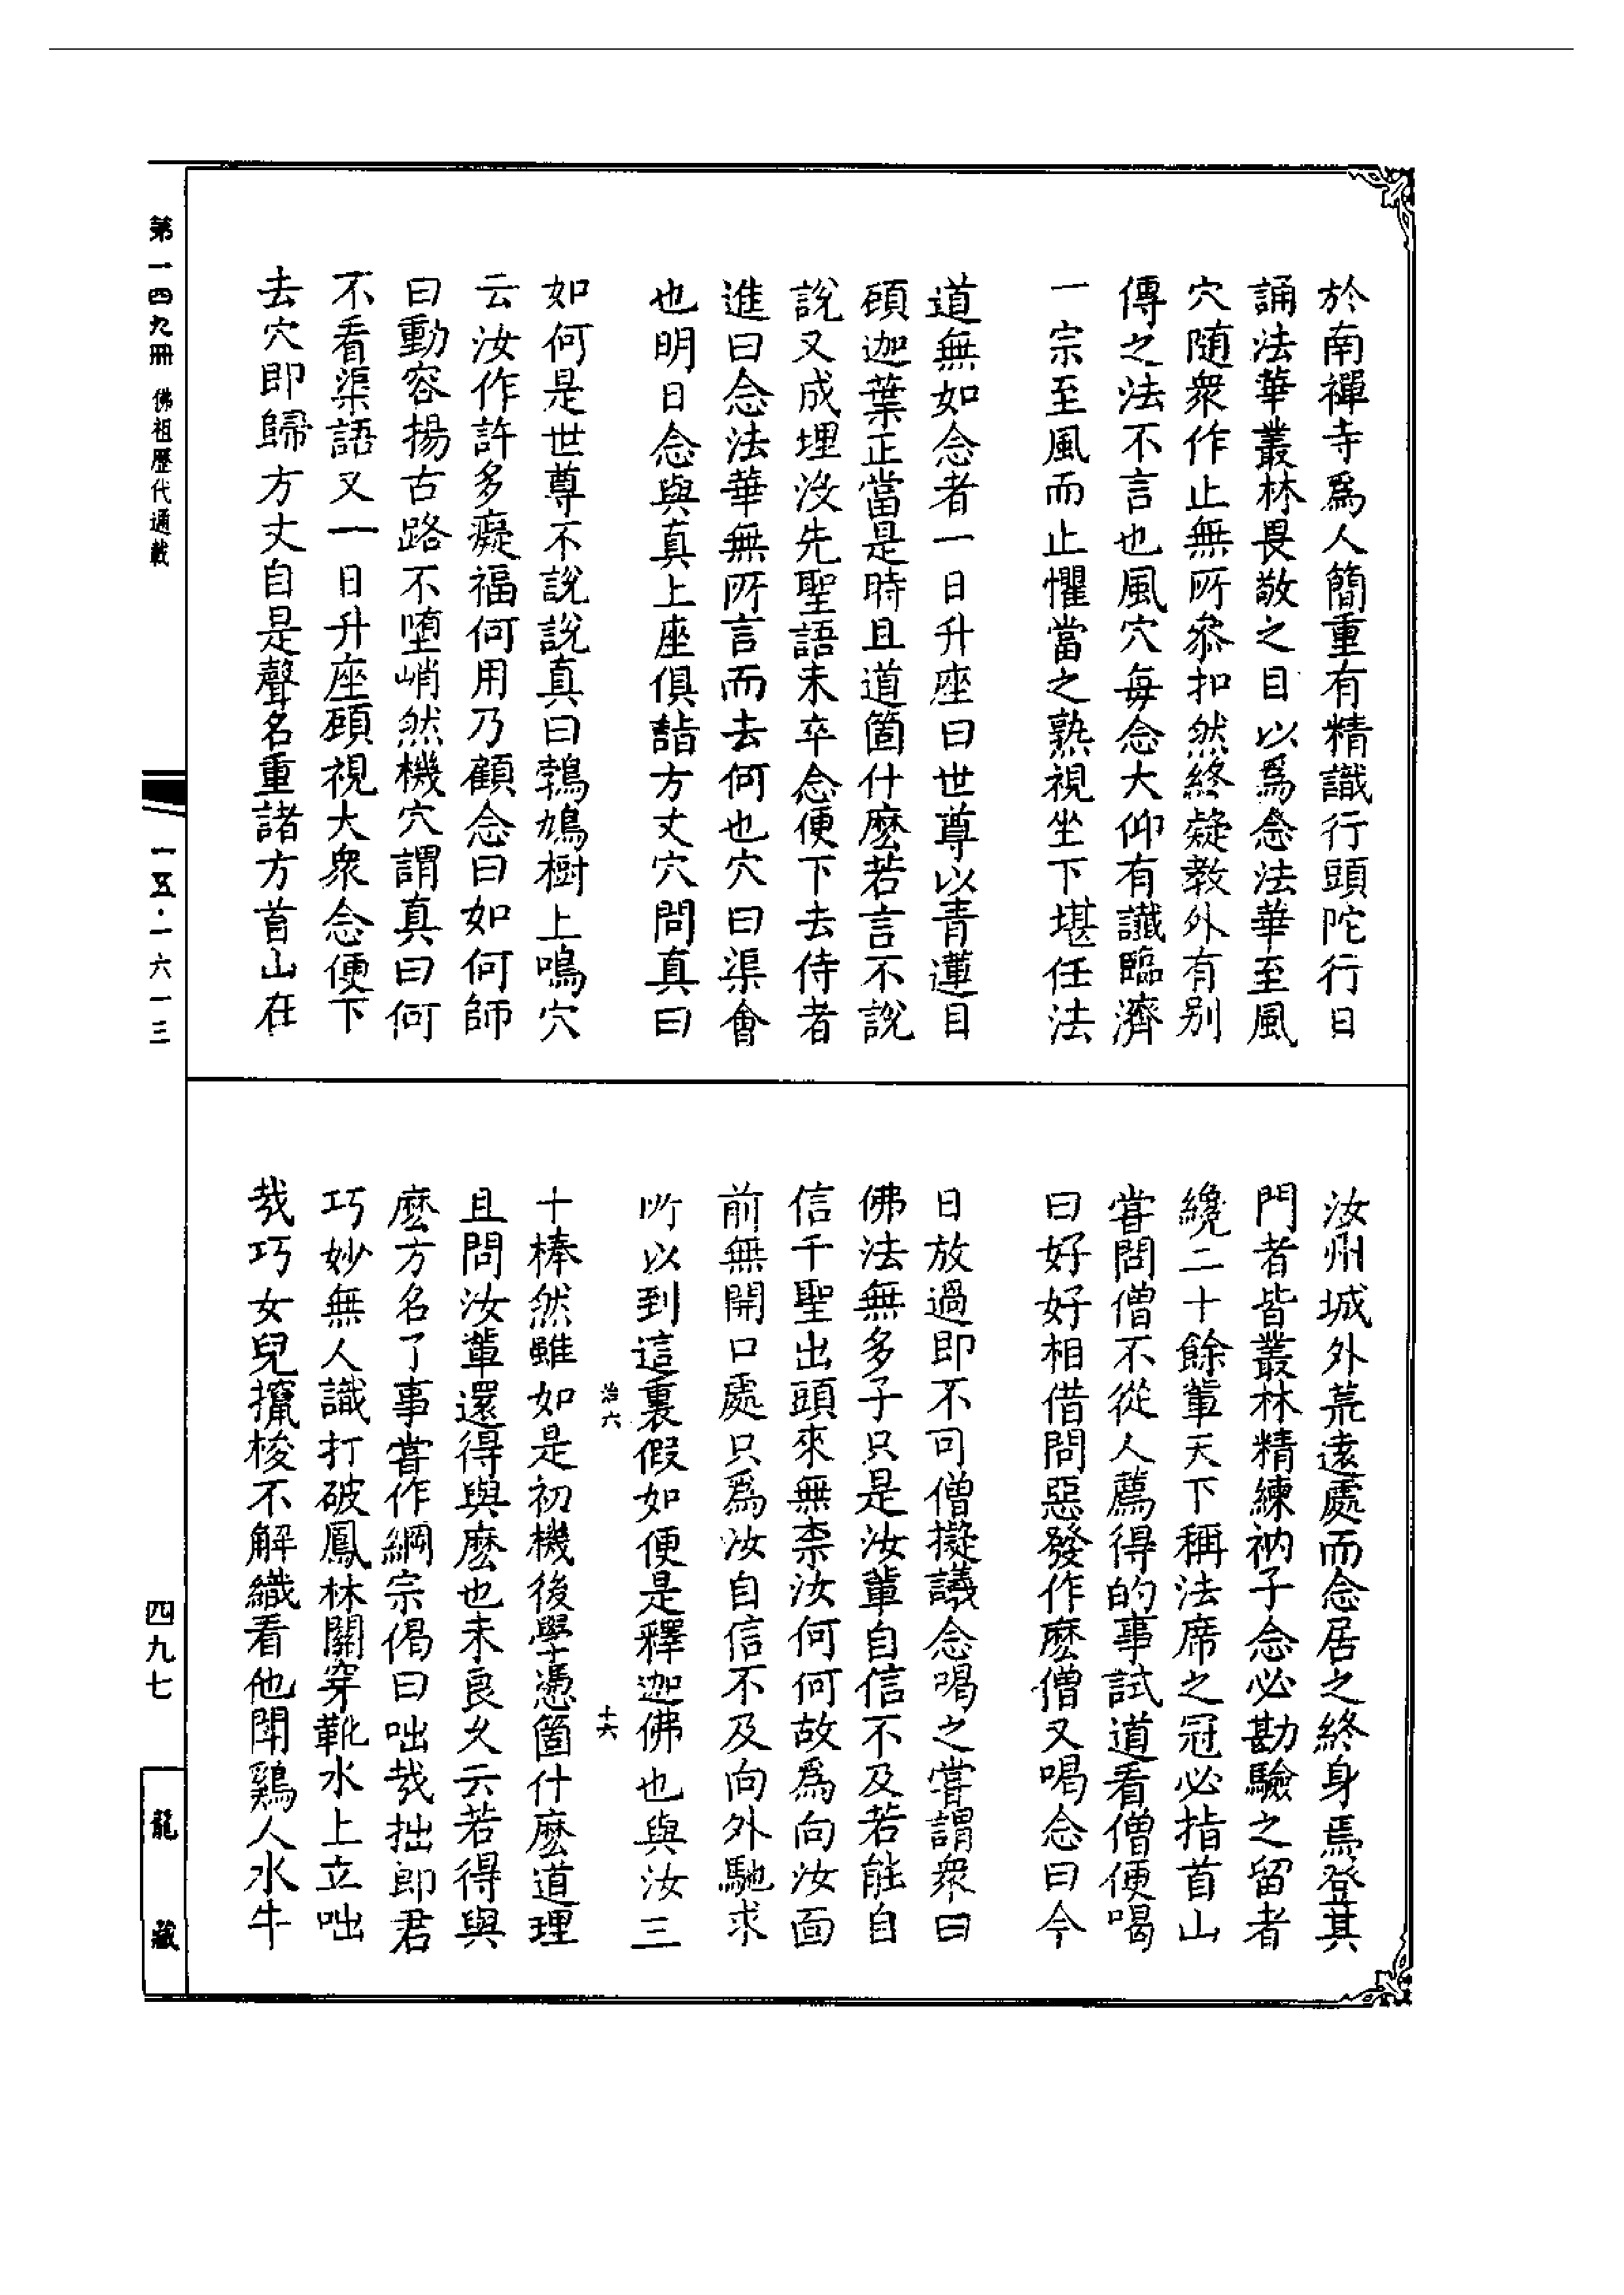 於南禪寺爲人簡重有精識行頭陀行日
誦法華叢林畏敬之目以爲念法華至風
穴随衆作止無所叅扣然終疑教外有别
傳之法不言也風穴每念大仰有讖臨濟
一宗至風而止懼當之熟視坐下堪任法
道無如念者一日升座曰世尊以青蓮目
頋迦葉正當是時且道箇什麽若言不說
說又成埋没先聖語未卒念便下去侍者
進曰念法華無所言而去何也穴曰渠會
也明日念與真上座俱詣方丈穴問真曰
如何是世尊不說說真曰鵓鳩樹上鳴穴
云汝作許多癡福何用乃顧念曰如何師
曰動容揚古路不墮峭然機穴謂真曰何
不看渠語又一日升座頋視大衆念便下
去穴即歸方丈自是聲名重諸方首山在
汝州城外荒逺處而念居之終身焉登其
門者皆叢林精練衲子念必勘驗之留者
纔二十餘輩天下稱法席之冠必指首山
甞問僧不從人薦得的事試道看僧便喝
曰好好相借問惡發作麽僧又喝念曰今
日放過即不可僧擬議念喝之甞謂衆曰
佛法無多子只是汝輩自信不及若能自
信千聖出頭來無柰汝何何故爲向汝面
前無開口處只爲汝自信不及向外馳求
所以到這裏假如便是釋迦佛也與汝三
治六 十六
十棒然雖如是初機後學憑箇什麽道理
且問汝輩還得與麽也未良久云若得與
麽方名了事甞作綱宗偈曰咄哉拙郎君
巧妙無人識打破鳳林關穿靴水上立咄
哉巧女兒攛梭不解織看他鬥鷄人水牛
第一四九冊 佛祖歷代通載
一五·一六一三
四九七
龍藏